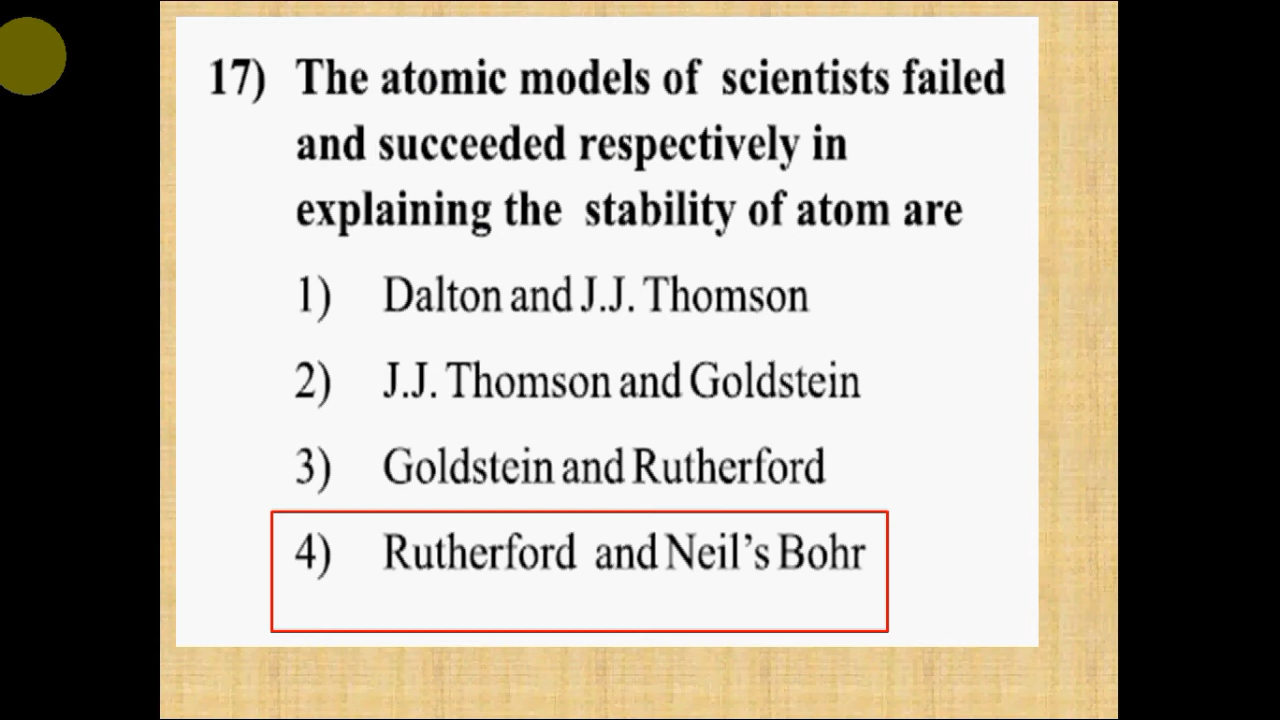 17) The atomic models of scientists failed
and succeeded respectively in
explaining the stability of atom are
1) Dalton and J.J. Thomson
2) J.J. Thomson and Goldstein
3) Goldstein and Rutherford
4) Rutherford and Neil’s Bohr